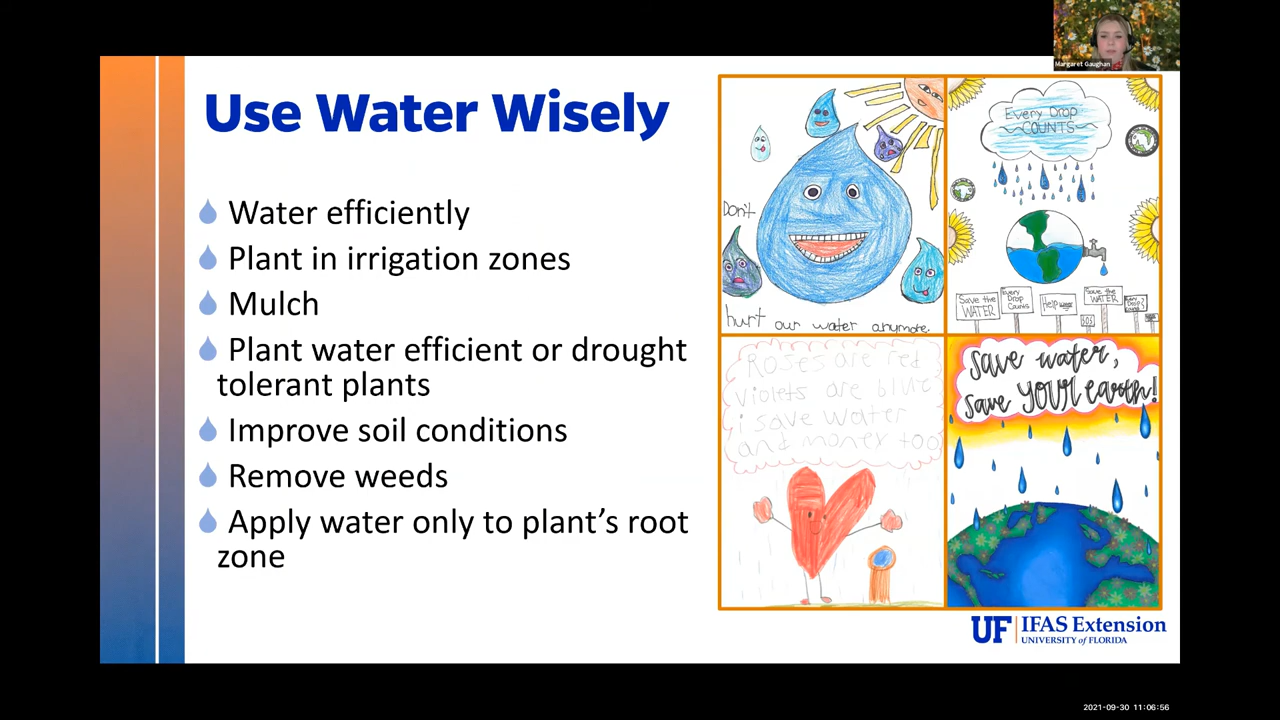 Margaret Gaughan
Use Water Wisely
Water efficiently
Plant in irrigation zones
Mulch
Plant water efficient or drought
tolerant plants
Improve soil conditions
Remove weeds
Apply water only to plant's root
zone
Don't
hurt our water anymore.
Every Drop
COUNTS
Save the
WATER
Every
Drop
Counts
Help
SOS
Save the
WATER
Every
Drop
Roses are red
violets are blue
i save water
and money too
Save water,
save YOUR earth!
UF IFAS Extension
UNIVERSITY of FLORIDA
2021-09-30 11:06:56